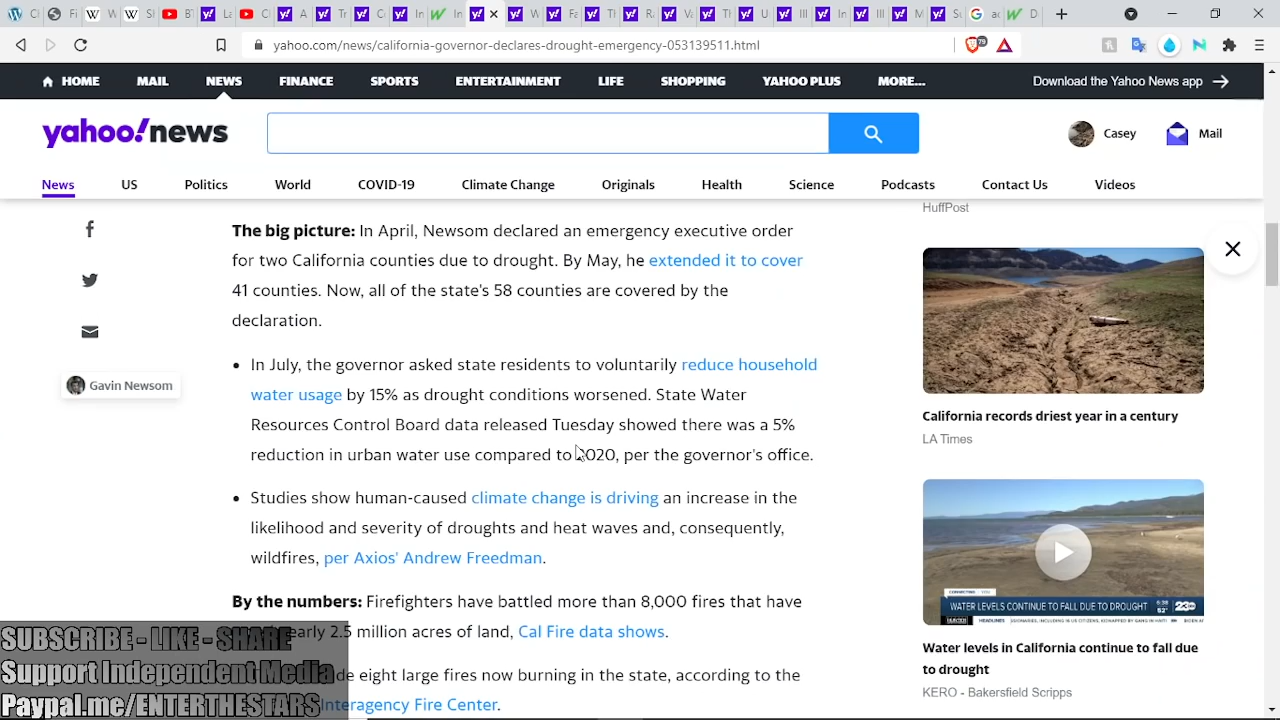 yahoo.com/news/california-governor-declares-drought-emergency-053139511.html
HOME MAIL NEWS FINANCE SPORTS ENTERTAINMENT LIFE SHOPPING YAHOO PLUS MORE... Download the Yahoo News app
yahoo!news
Casey
Mail
News US Politics World COVID-19 Climate Change Originals Health Science Podcasts Contact Us Videos
The big picture: In April, Newsom declared an emergency executive order
for two California counties due to drought. By May, he extended it to cover
41 counties. Now, all of the state's 58 counties are covered by the
declaration.
In July, the governor asked state residents to voluntarily reduce household
water usage by 15% as drought conditions worsened. State Water
Resources Control Board data released Tuesday showed there was a 5%
reduction in urban water use compared to 2020, per the governor's office.
Studies show human-caused climate change is driving an increase in the
likelihood and severity of droughts and heat waves and, consequently,
wildfires, per Axios' Andrew Freedman.
By the numbers: Firefighters have battled more than 8,000 fires that have
million acres of land, Cal Fire data shows.
eight large fires now burning in the state, according to the
Interagency Fire Center.
Gavin Newsom
HuffPost
California records driest year in a century
LA Times
WATER LEVELS CONTINUE TO FALL DUE TO DROUGHT
6:38
23
HEADLINES
Water levels in California continue to fall due
to drought
KERO - Bakersfield Scripps
SUBSCRIBE - LIKE - SHARE
Support Independent Media